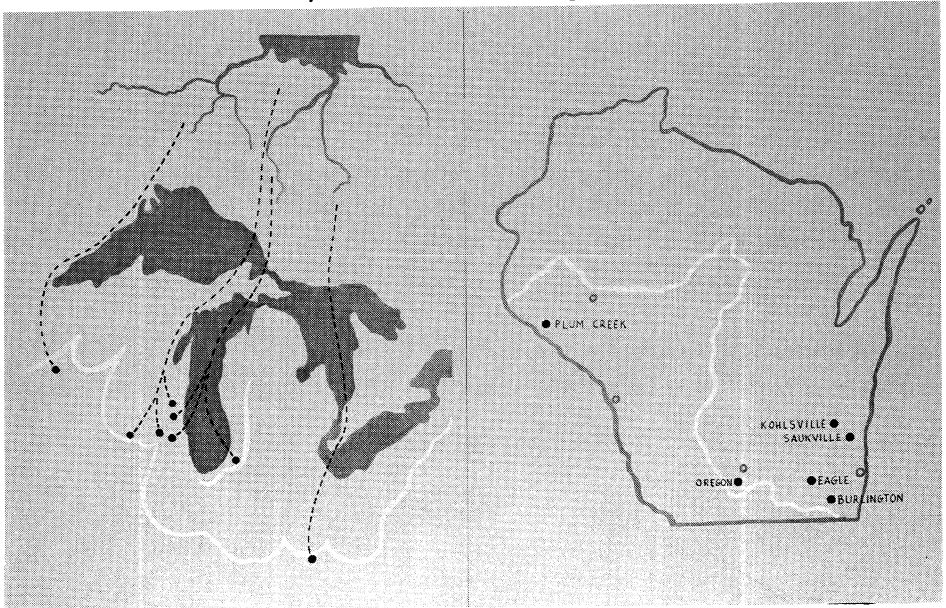 PLUM CREEK
KOHLSVILLE
SAUKVILLE
OREGON
EAGLE
BURLINGTON